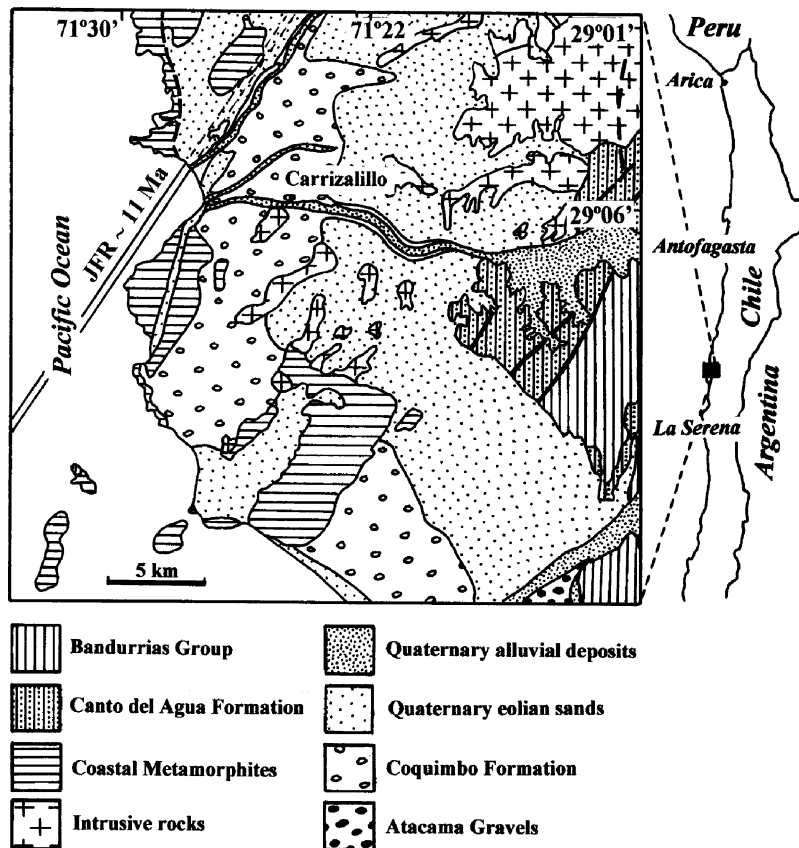 71°30’
71°22
29°01’
Peru
Arica
JFR ~ 11 Ma
Pacific Ocean
Carrizalillo
29°06’
Antofagasta
Chile
Argentina
La Serena
5 km
Bandurrias Group
Quaternary alluvial deposits
Canto del Agua Formation
Quaternary eolian sands
Coastal Metamorphites
Coquimbo Formation
Intrusive rocks
Atacama Gravels